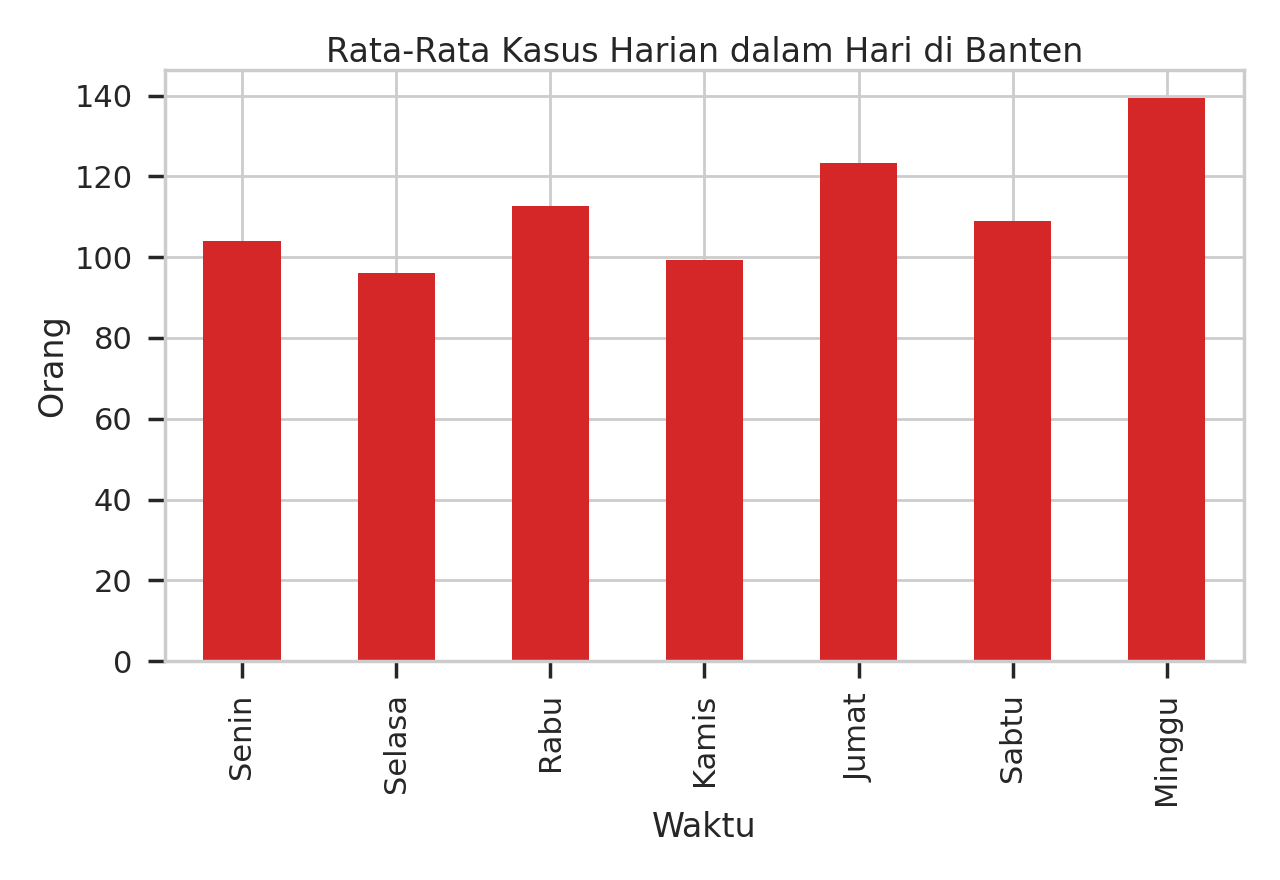 Rata-Rata Kasus Harian dalam Hari di Banten
140
120
100
80
60
40
20
0
Orang
Senin
Selasa
Rabu
Kamis
Jumat
Sabtu
Minggu
Waktu